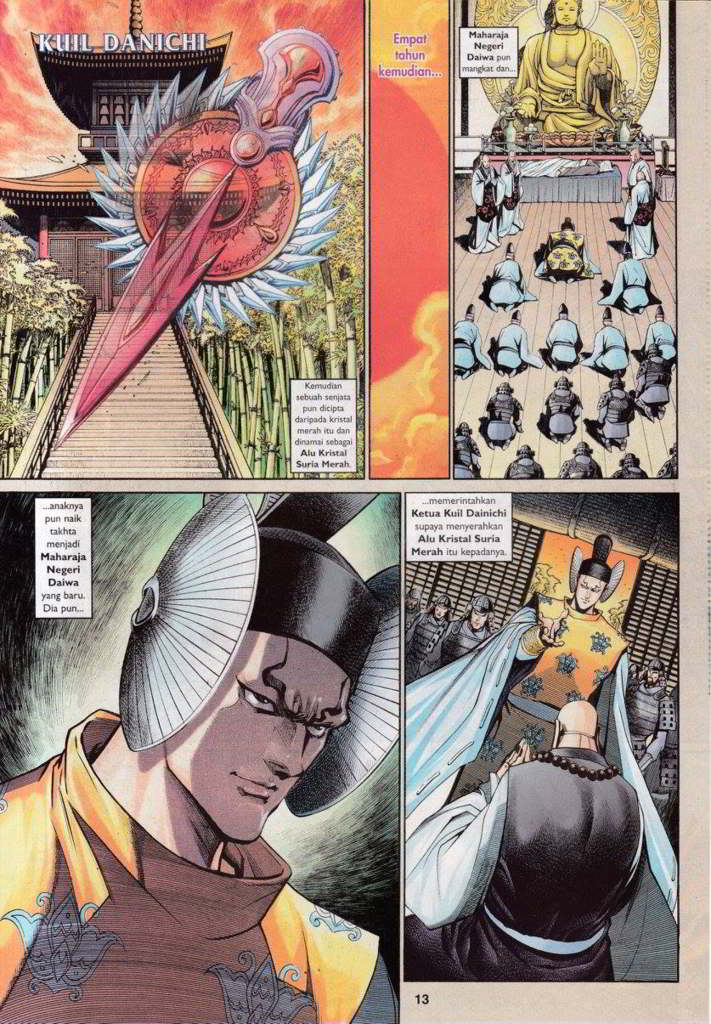 KUIL DANICHI
Kemudian
sebuah senjata
pun dicipta
daripada kristal
merah itu dan
dinamai sebagai
Alu Kristal
Suria Merah.
Empat
tahun
kemudian...
Maharaja
Negeri
Daiwa pun
mangkat dan...
...anaknya
pun naik
takhta
menjadi
Maharaja
Negeri
Daiwa
yang baru.
Dia pun...
...memerintahkan
Ketua Kuil Dainichi
supaya menyerahkan
Alu Kristal Suria
Merah itu kepadanya.
13